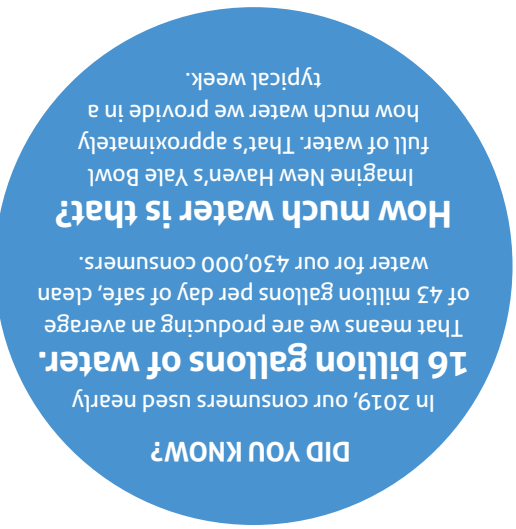 DID YOU KNOW?
In 2019, our consumers used nearly
16 billion gallons of water.
That means we are producing an average
of 43 million gallons per day of safe, clean
water for our 430,000 consumers.
How much water is that?
Imagine New Haven's Yale Bowl
full of water. That's approximately
how much water we provide in a
typical week.